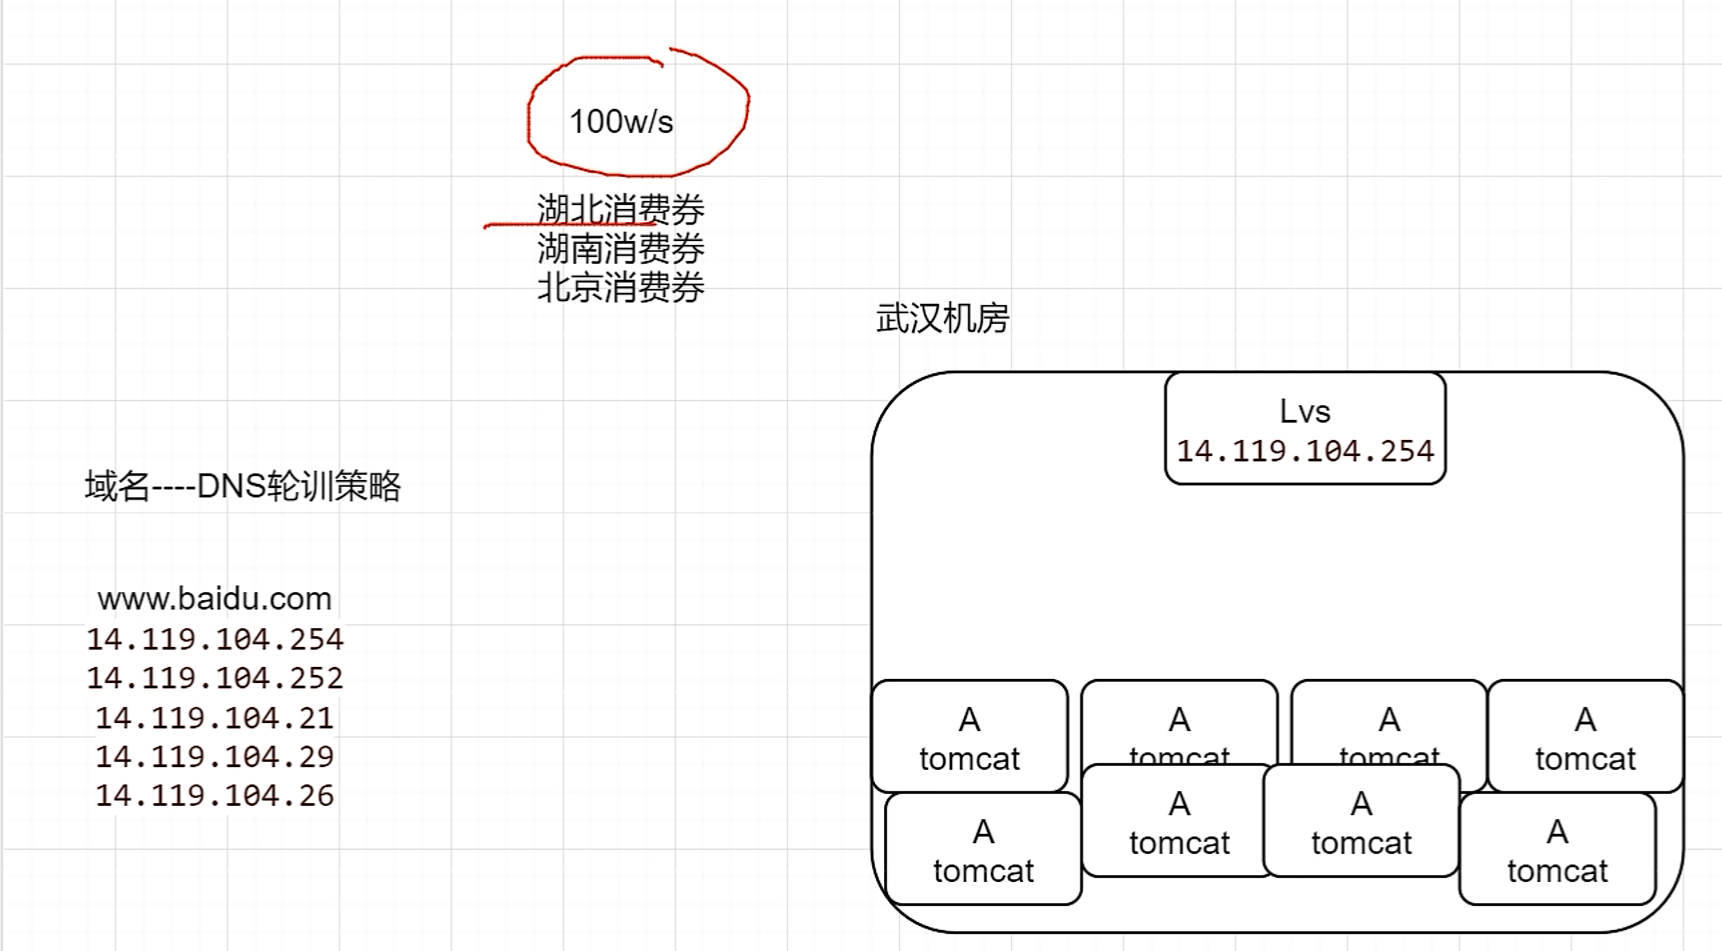 100w/s
湖北消费券
湖南消费券
北京消费券
武汉机房
Lvs
14.119.104.254
域名----DNS轮训策略
www.baidu.com
14.119.104.254
14.119.104.252
14.119.104.21
14.119.104.29
14.119.104.26
A
tomcat
A
tomcat
A
tomcat
A
tomcat
A
tomcat
A
tomcat
A
tomcat
A
tomcat